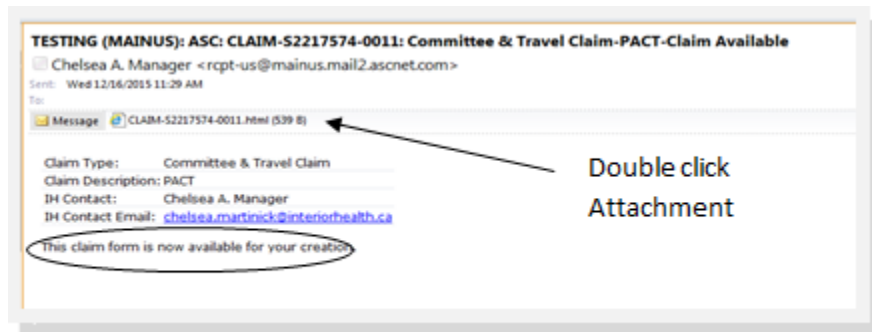 TESTING (MAINUS): ASC: CLAIM-S2217574-0011: Committee & Travel Claim-PACT-Claim Available
Chelsea A. Manager <rcpt-us@mainus.mail2.ascnet.com>
Sent: Wed 12/16/2015 11:29 AM
To:
Message CLAIM-S2217574-0011.html (539 B)
Double click
Attachment
Claim Type: Committee & Travel Claim
Claim Description: PACT
IH Contact: Chelsea A. Manager
IH Contact Email: chelsea.martinick@interiorhealth.ca
This claim form is now available for your creation.